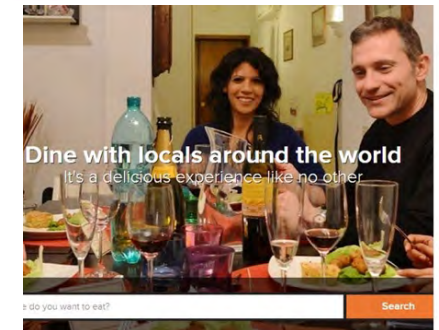 Dine with locals around the world
It's a delicious experience like no other
e do you want to eat?
Search